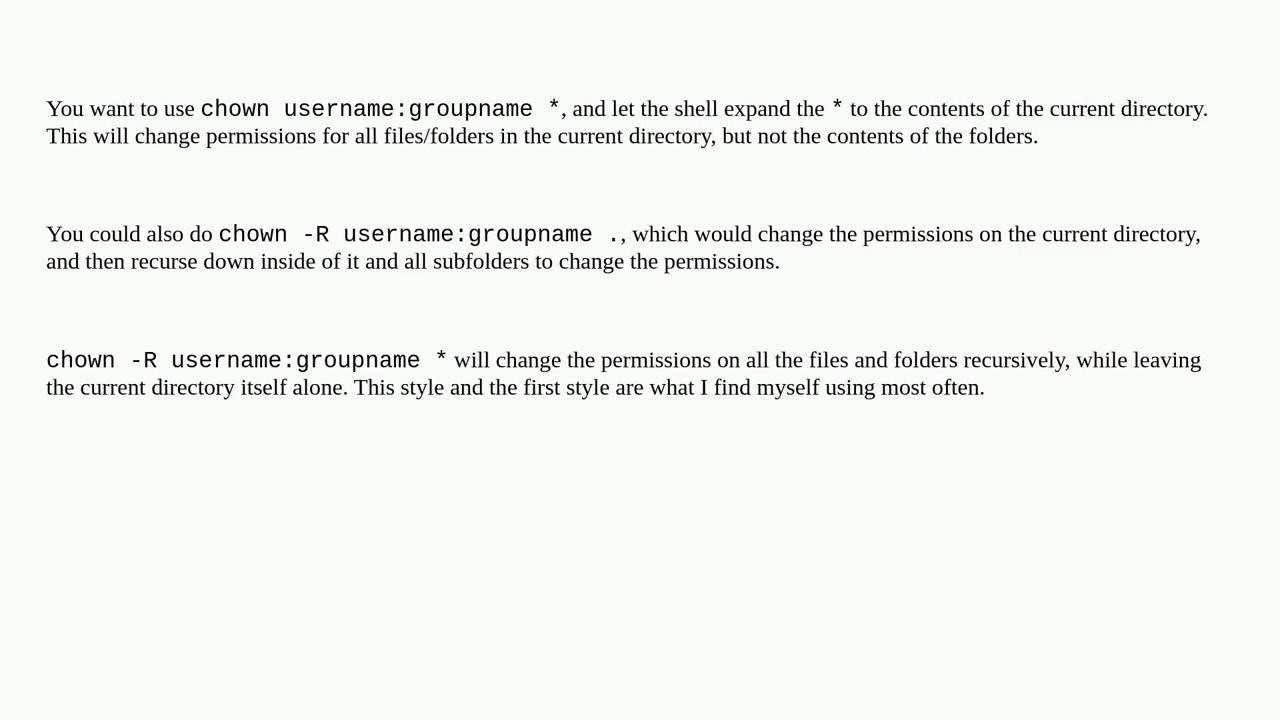 You want to use chown username:groupname *, and let the shell expand the * to the contents of the current directory.
This will change permissions for all files/folders in the current directory, but not the contents of the folders.
You could also do chown -R username:groupname ., which would change the permissions on the current directory,
and then recurse down inside of it and all subfolders to change the permissions.
chown -R username:groupname * will change the permissions on all the files and folders recursively, while leaving
the current directory itself alone. This style and the first style are what I find myself using most often.